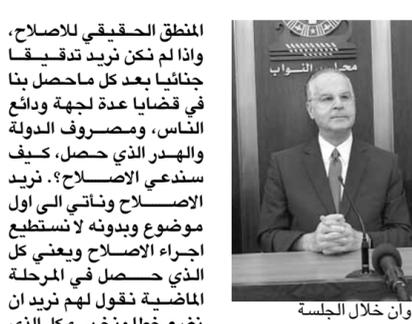 المنطق الحقيقي للاصلاح،
واذا لم نكن نريد تدقيقا
جنائيا بعد كل ماحصل بنا
في قضايا عدة لجهة ودائع
الناس، ومصروف الدولة
والهدر الذي حصل، كيف
سندعي الاصلاح؟. نريد
الاصلاح ونأتي الى اول
موضوع وبدونه لا نستطيع
اجراء الاصلاح ويعني كل
الذي حصل في المرحلة
الماضية نقول لهم نريد ان
مجلس النواب
وان خلال الجلسة